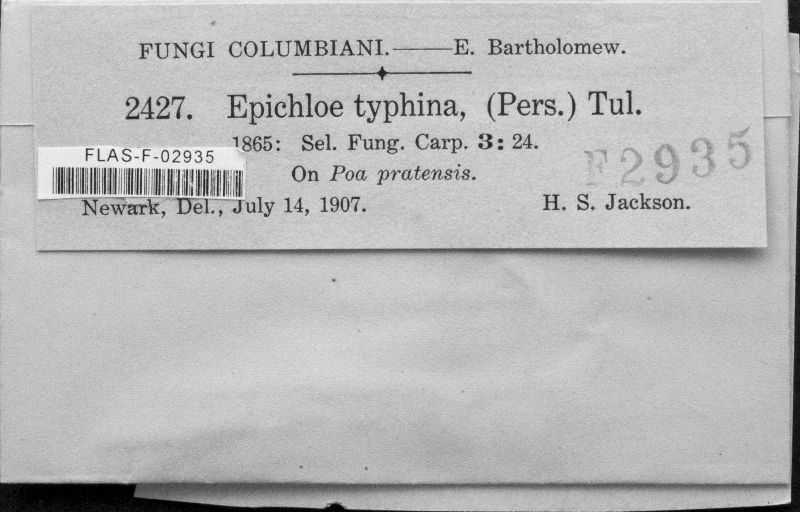 FUNGI COLUMBIANI.——E. Bartholomew.
2427. Epichloe typhina, (Pers.) Tul.
1865: Sel. Fung. Carp. 3: 24.
FLAS-F-02935
F2935
On Poa pratensis.
Newark, Del., July 14, 1907. H. S. Jackson.